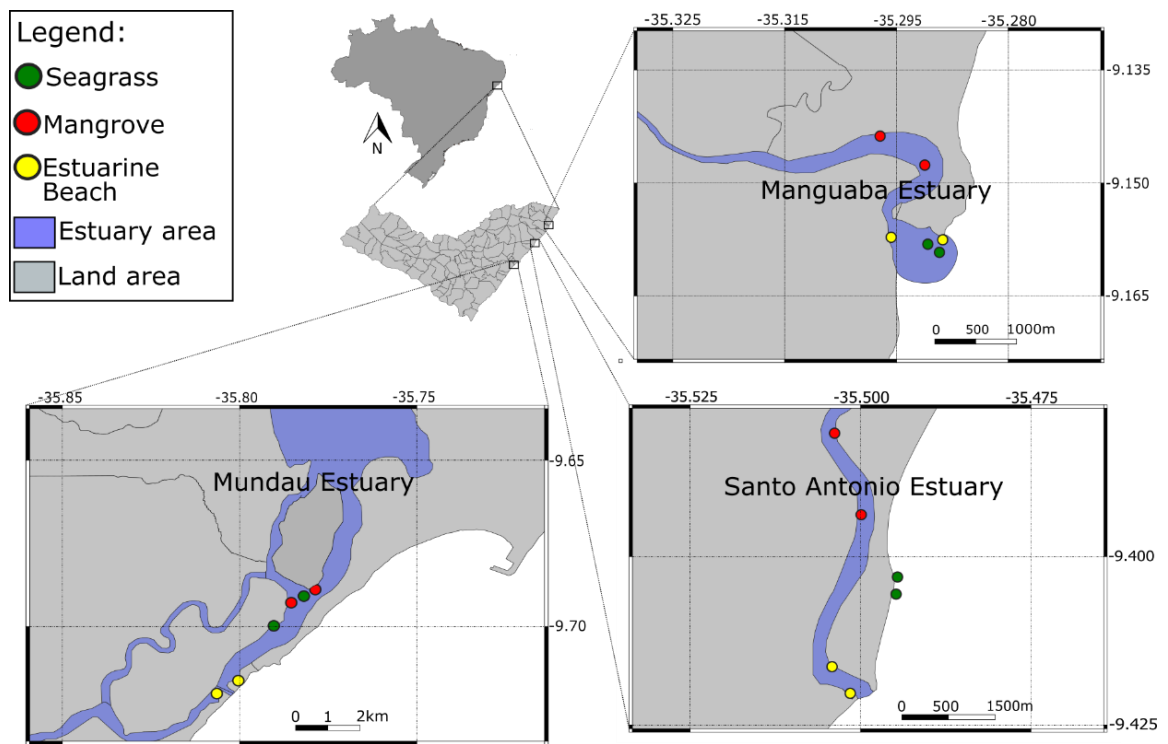 Legend:
Seagrass
Mangrove
Estuarine
Beach
Estuary area
Land area
N
-35.325 -35.315 -35.295 -35.280
-9.135
Manguaba Estuary
-9.150
-9.165
0 500 1000m
-35.85 -35.80 -35.75
-9.65
Mundau Estuary
-9.70
0 1 2km
-35.525 -35.500 -35.475
Santo Antonio Estuary
-9.400
0 500 1500m
-9.425